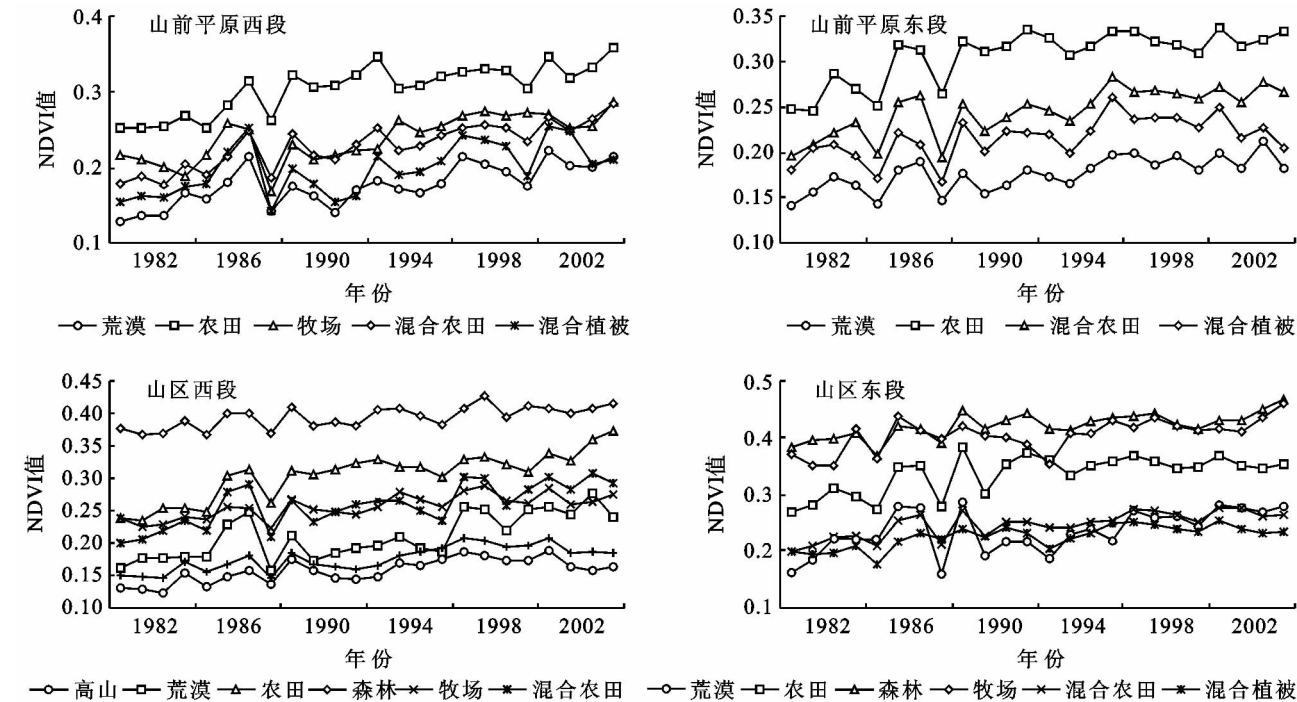 山前平原西段
0.4
0.3
0.2
0.1
NDVI值
1982 1986 1990 1994 1998 2002
年份
荒漠 农田 牧场 混合农田 混合植被
山前平原东段
0.35
0.30
0.25
0.20
0.15
0.10
NDVI值
1982 1986 1990 1994 1998 2002
年份
荒漠 农田 混合农田 混合植被
山区西段
0.45
0.40
0.35
0.30
0.25
0.20
0.15
0.10
NDVI值
1982 1986 1990 1994 1998 2002
年份
高山 荒漠 农田 森林 牧场 混合农田
山区东段
0.5
0.4
0.3
0.2
0.1
NDVI值
1982 1986 1990 1994 1998 2002
年份
荒漠 农田 森林 牧场 混合农田 混合植被